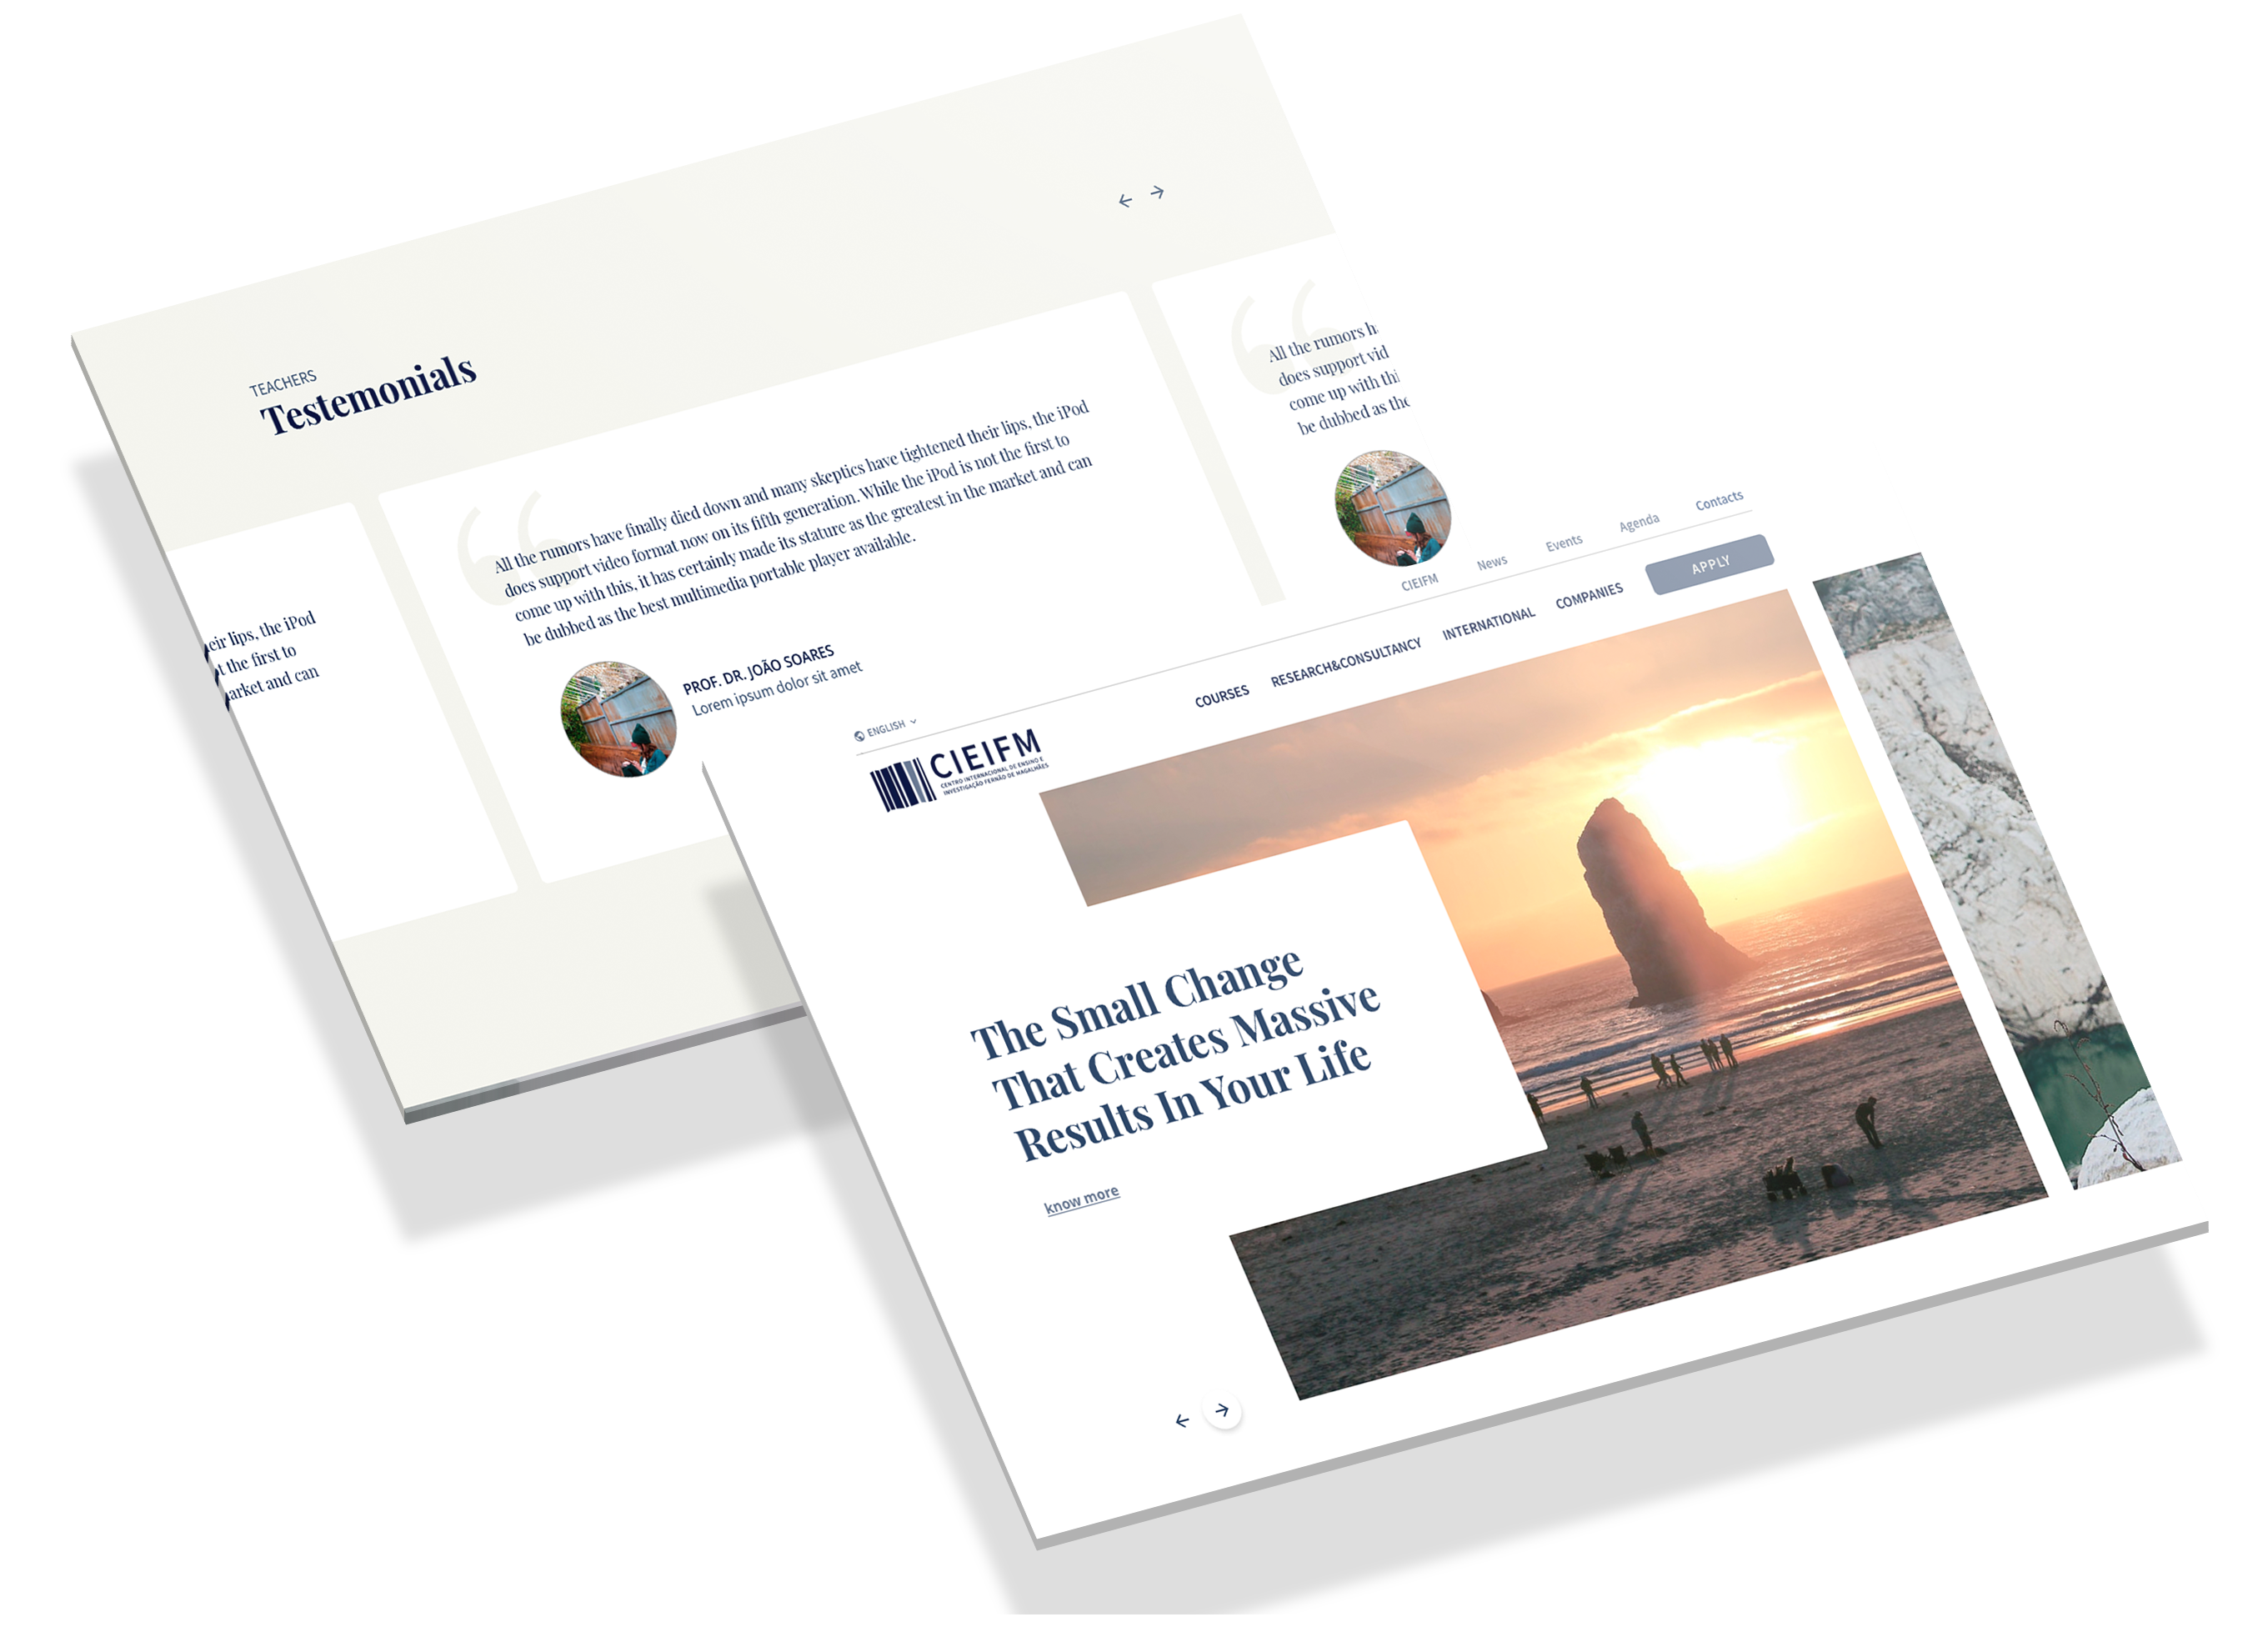 TEACHERS
Testemonials
eir lips, the iPod
t the first to
arket and can
All the rumors have finally died down and many skeptics have tightened their lips, the iPod
does support video format now on its fifth generation. While the iPod is not the first to
come up with this, it has certainly made its stature as the greatest in the market and can
be dubbed as the best multimedia portable player available.
PROF. DR. JOÃO SOARES
Lorem ipsum dolor sit amet
All the rumors h
does support vid
come up with thi
be dubbed as the
ENGLISH
CIEIFM News Events Agenda Contacts
CIEIFM
CENTRO INTERNACIONAL DE ENSINO E
INVESTIGAÇÃO FERNÃO DE MAGALHÃES
COURSES RESEARCH&CONSULTANCY INTERNATIONAL COMPANIES APPLY
The Small Change
That Creates Massive
Results In Your Life
know more